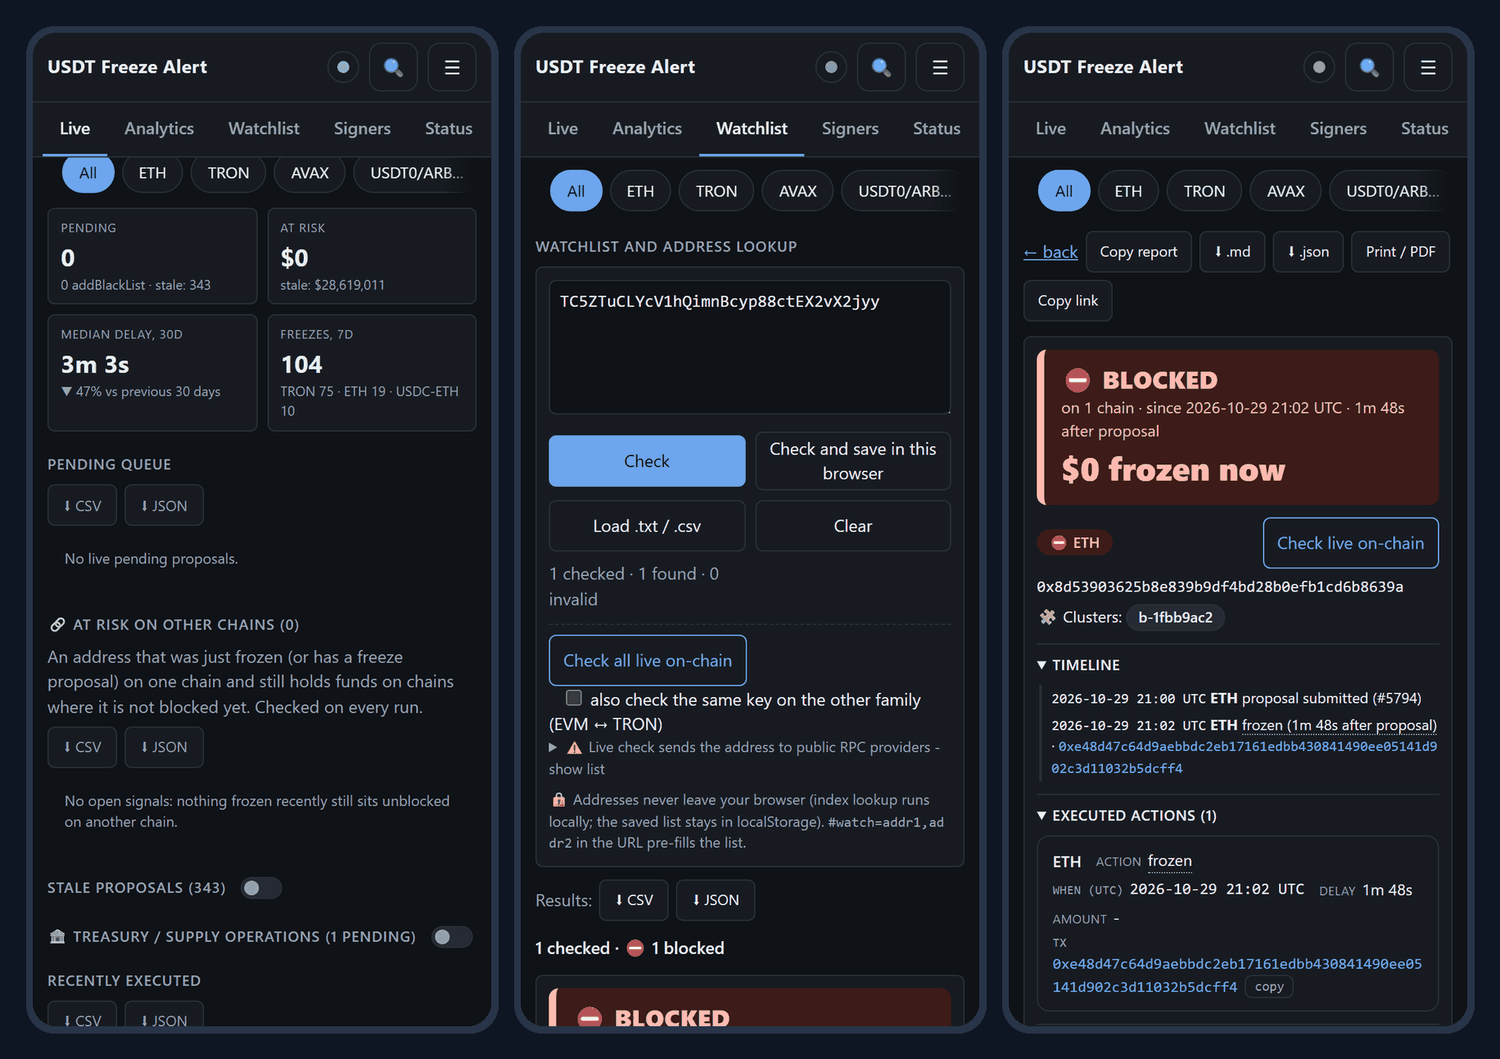 USDT Freeze Alert
Live Analytics Watchlist Signers Status
All ETH TRON AVAX USDT0/ARB...
PENDING
0
0 addBlackList · stale: 343
AT RISK
$0
stale: $28,619,011
MEDIAN DELAY, 30D
3m 3s
▼ 47% vs previous 30 days
FREEZES, 7D
104
TRON 75 · ETH 19 · USDC-ETH
10
PENDING QUEUE
⬇ CSV ⬇ JSON
No live pending proposals.
AT RISK ON OTHER CHAINS (0)
An address that was just frozen (or has a freeze
proposal) on one chain and still holds funds on chains
where it is not blocked yet. Checked on every run.
⬇ CSV ⬇ JSON
No open signals: nothing frozen recently still sits unblocked
on another chain.
STALE PROPOSALS (343)
TREASURY / SUPPLY OPERATIONS (1 PENDING)
RECENTLY EXECUTED
⬇ CSV ⬇ JSON
USDT Freeze Alert
Live Analytics Watchlist Signers Status
All ETH TRON AVAX USDT0/ARB...
WATCHLIST AND ADDRESS LOOKUP
TC5ZTuCLYcV1hQimnBcyp88ctEX2vX2jyy
Check
Check and save in this
browser
Load .txt / .csv
Clear
1 checked · 1 found · 0
invalid
Check all live on-chain
also check the same key on the other family
(EVM ↔ TRON)
▶ ⚠ Live check sends the address to public RPC providers -
show list
Addresses never leave your browser (index lookup runs
locally; the saved list stays in localStorage). #watch=addr1,ad
dr2 in the URL pre-fills the list.
Results: ⬇ CSV ⬇ JSON
1 checked · ⛔ 1 blocked
⛔ BLOCKED
USDT Freeze Alert
Live Analytics Watchlist Signers Status
All ETH TRON AVAX USDT0/ARB...
← back Copy report ⬇ .md ⬇ .json Print / PDF
Copy link
⛔ BLOCKED
on 1 chain · since 2026-10-29 21:02 UTC · 1m 48s
after proposal
$0 frozen now
⛔ ETH
Check live on-chain
0x8d53903625b8e839b9df4bd28b0efb1cd6b8639a
Clusters: b-1fbb9ac2
▼ TIMELINE
2026-10-29 21:00 UTC ETH proposal submitted (#5794)
2026-10-29 21:02 UTC ETH frozen (1m 48s after proposal)
· 0xe48d47c64d9aebbdc2eb17161edbb430841490ee05141d9
02c3d11032b5dcff4
▼ EXECUTED ACTIONS (1)
ETH ACTION frozen
WHEN (UTC) 2026-10-29 21:02 UTC DELAY 1m 48s
AMOUNT -
TX
0xe48d47c64d9aebbdc2eb17161edbb430841490ee05
141d902c3d11032b5dcff4 copy